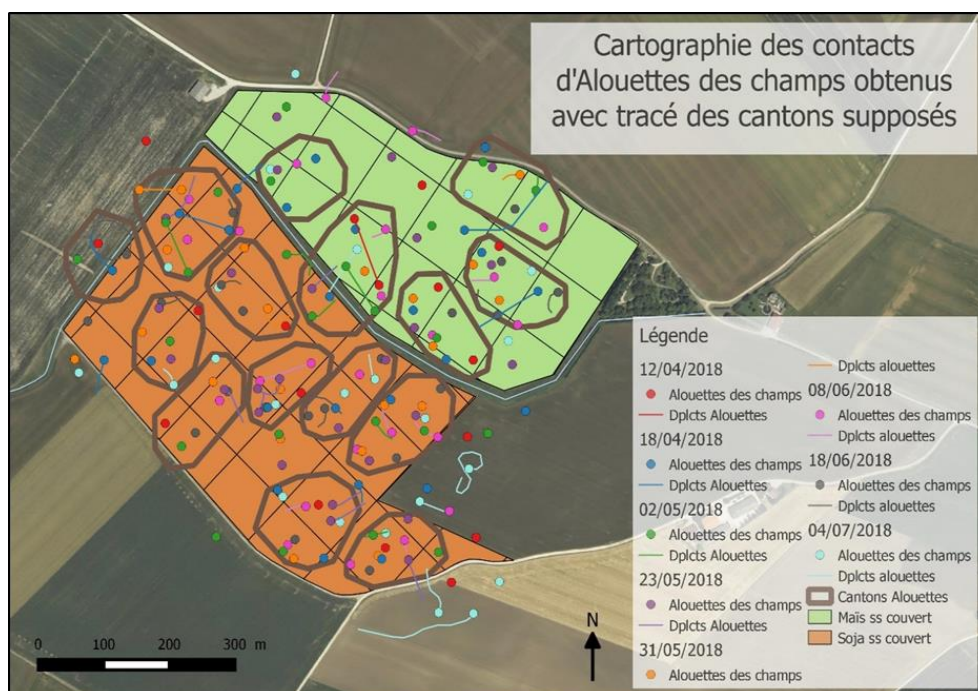 Cartographie des contacts
d'Alouettes des champs obtenus
avec tracé des cantons supposés
Légende
12/04/2018
Alouettes des champs
Dplcts Alouettes
18/04/2018
Alouettes des champs
Dplcts Alouettes
02/05/2018
Alouettes des champs
Dplcts Alouettes
23/05/2018
Alouettes des champs
Dplcts Alouettes
31/05/2018
Alouettes des champs
Dplcts alouettes
08/06/2018
Alouettes des champs
Dplcts alouettes
18/06/2018
Alouettes des champs
Dplcts alouettes
04/07/2018
Alouettes des champs
Dplcts alouettes
Cantons Alouettes
Maïs ss couvert
Soja ss couvert
0 100 200 300 m
N